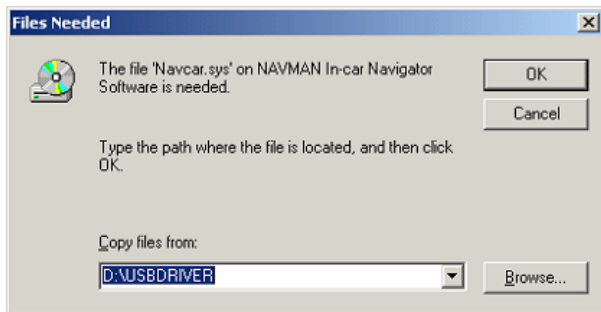 Files Needed
The file 'Navcar.sys' on NAVMAN In-car Navigator
Software is needed.
OK
Cancel
Type the path where the file is located, and then click
OK.
Copy files from:
D:\USBDRIVER
Browse...